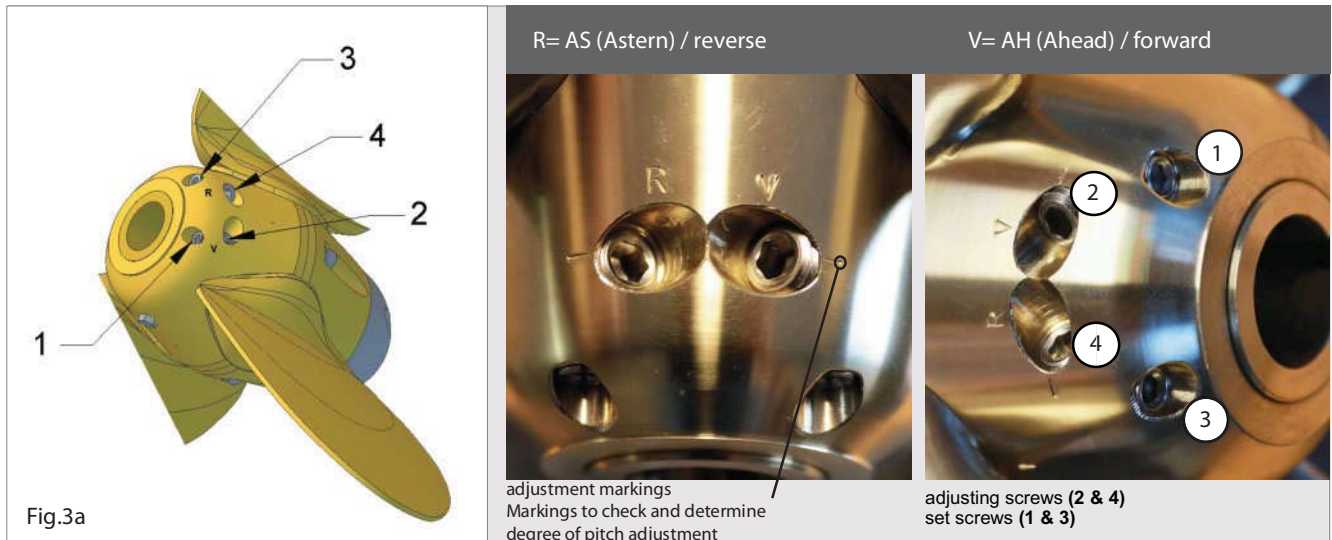 3
4
R
2
V
1
Fig.3a
R= AS (Astern) / reverse
V= AH (Ahead) / forward
R V
adjustment markings
Markings to check and determine
degree of pitch adjustment
1
2
V
R
4
3
adjusting screws (2 & 4)
set screws (1 & 3)